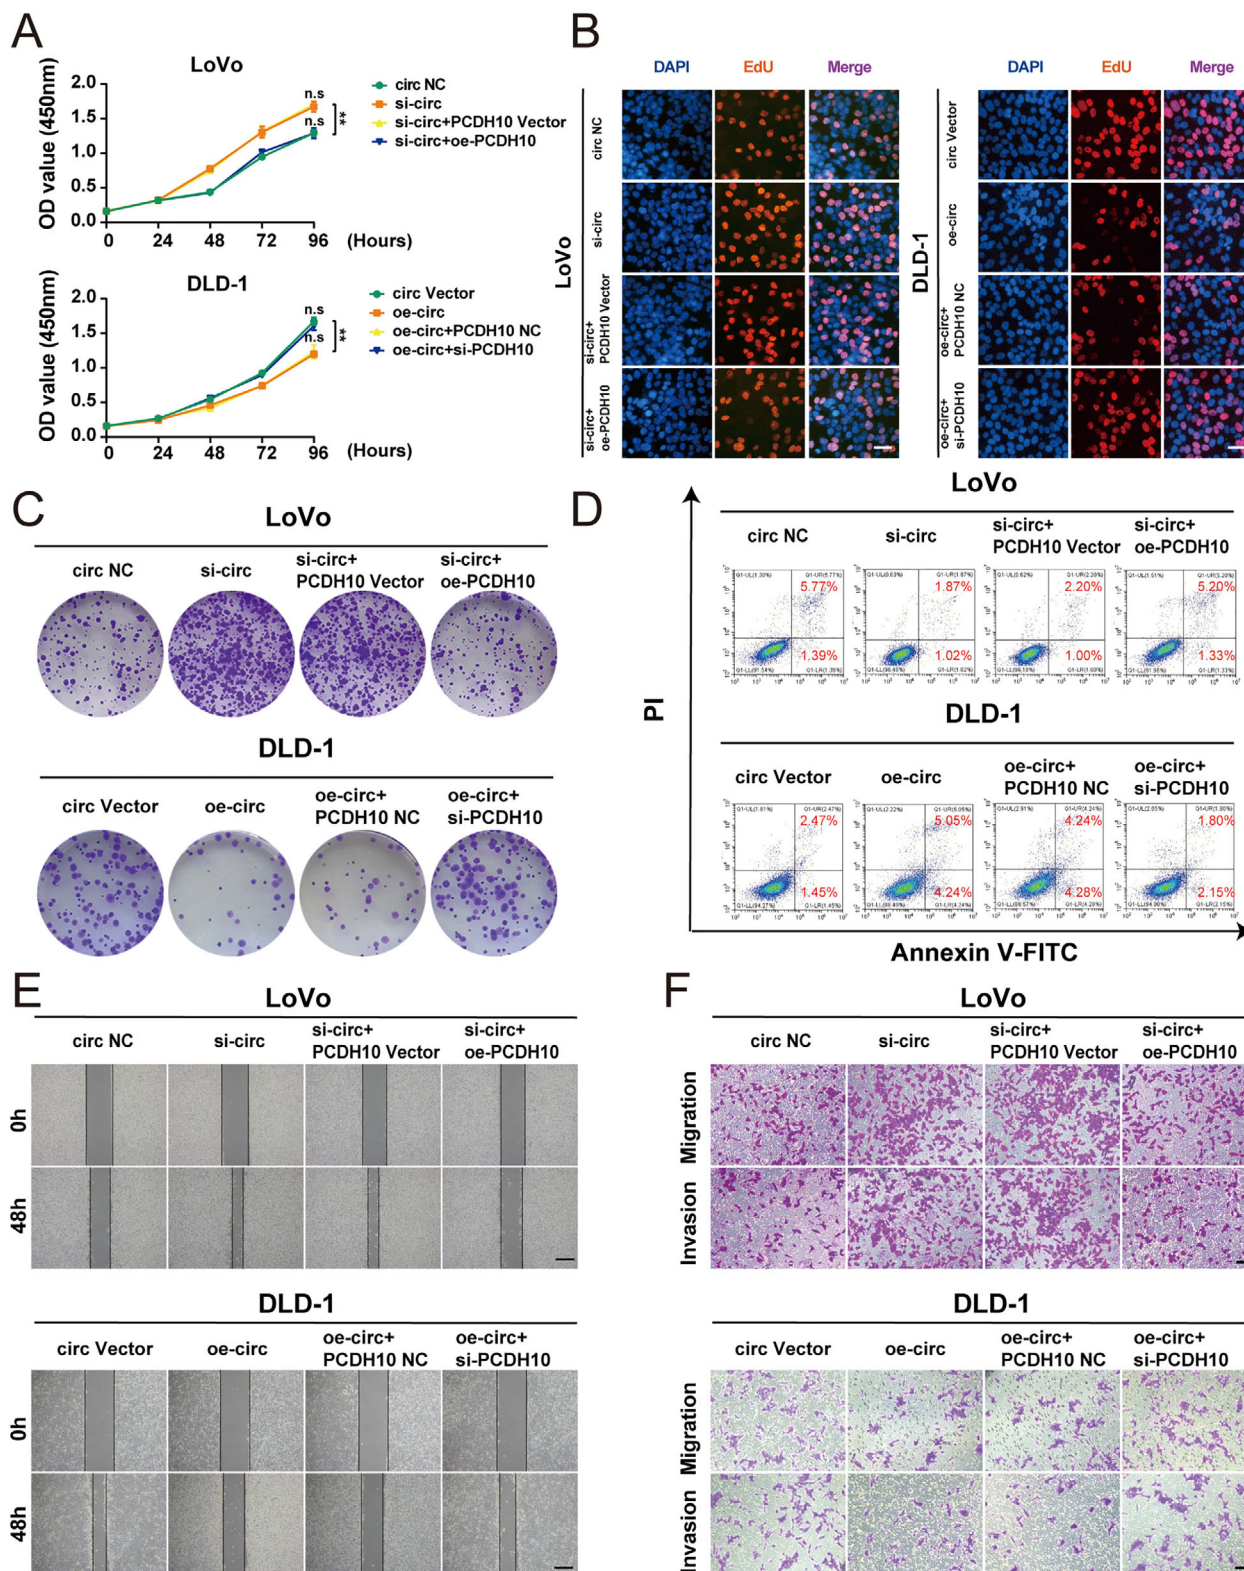 A
LoVo
OD value (450nm)
2.0
1.5
1.0
0.5
0.0
0 24 48 72 96 (Hours)
n.s
n.s
**
circ NC
si-circ
si-circ+PCDH10 Vector
si-circ+oe-PCDH10
DLD-1
OD value (450nm)
2.0
1.5
1.0
0.5
0.0
0 24 48 72 96 (Hours)
n.s
n.s
**
circ Vector
oe-circ
oe-circ+PCDH10 NC
oe-circ+si-PCDH10
B
DAPI EdU Merge
LoVo
circ NC
si-circ
si-circ+
PCDH10 Vector
si-circ+
oe-PCDH10
DAPI EdU Merge
DLD-1
circ Vector
oe-circ
oe-circ+
PCDH10 NC
oe-circ+
si-PCDH10
C
LoVo
circ NC
si-circ
si-circ+
PCDH10 Vector
si-circ+
oe-PCDH10
DLD-1
circ Vector
oe-circ
oe-circ+
PCDH10 NC
oe-circ+
si-PCDH10
D
LoVo
circ NC
si-circ
si-circ+
PCDH10 Vector
si-circ+
oe-PCDH10
5.77%
1.39%
1.87%
1.02%
2.20%
1.00%
5.20%
1.33%
PI
DLD-1
circ Vector
oe-circ
oe-circ+
PCDH10 NC
oe-circ+
si-PCDH10
2.47%
1.45%
5.05%
4.24%
4.24%
4.28%
1.80%
2.15%
Annexin V-FITC
E
LoVo
circ NC
si-circ
si-circ+
PCDH10 Vector
si-circ+
oe-PCDH10
0h
48h
DLD-1
circ Vector
oe-circ
oe-circ+
PCDH10 NC
oe-circ+
si-PCDH10
0h
48h
F
LoVo
circ NC
si-circ
si-circ+
PCDH10 Vector
si-circ+
oe-PCDH10
Migration
Invasion
DLD-1
circ Vector
oe-circ
oe-circ+
PCDH10 NC
oe-circ+
si-PCDH10
Migration
Invasion